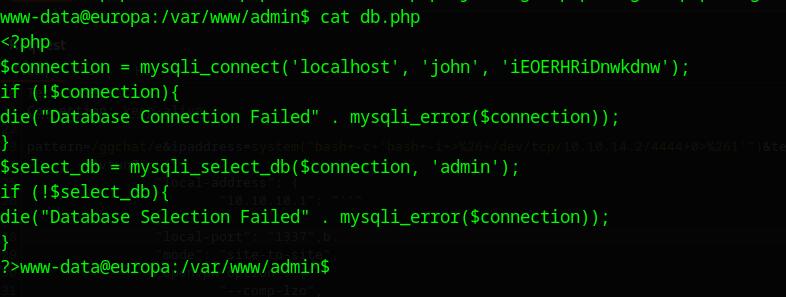 www-data@europa:/var/www/admin$ cat db.php
<?php
$connection = mysqli_connect('localhost', 'john', 'iEOERHRiDnwkdnw');
if (!$connection){
die("Database Connection Failed" . mysqli_error($connection));
}
$select_db = mysqli_select_db($connection, 'admin');
if (!$select_db){
die("Database Selection Failed" . mysqli_error($connection));
}
?>www-data@europa:/var/www/admin$